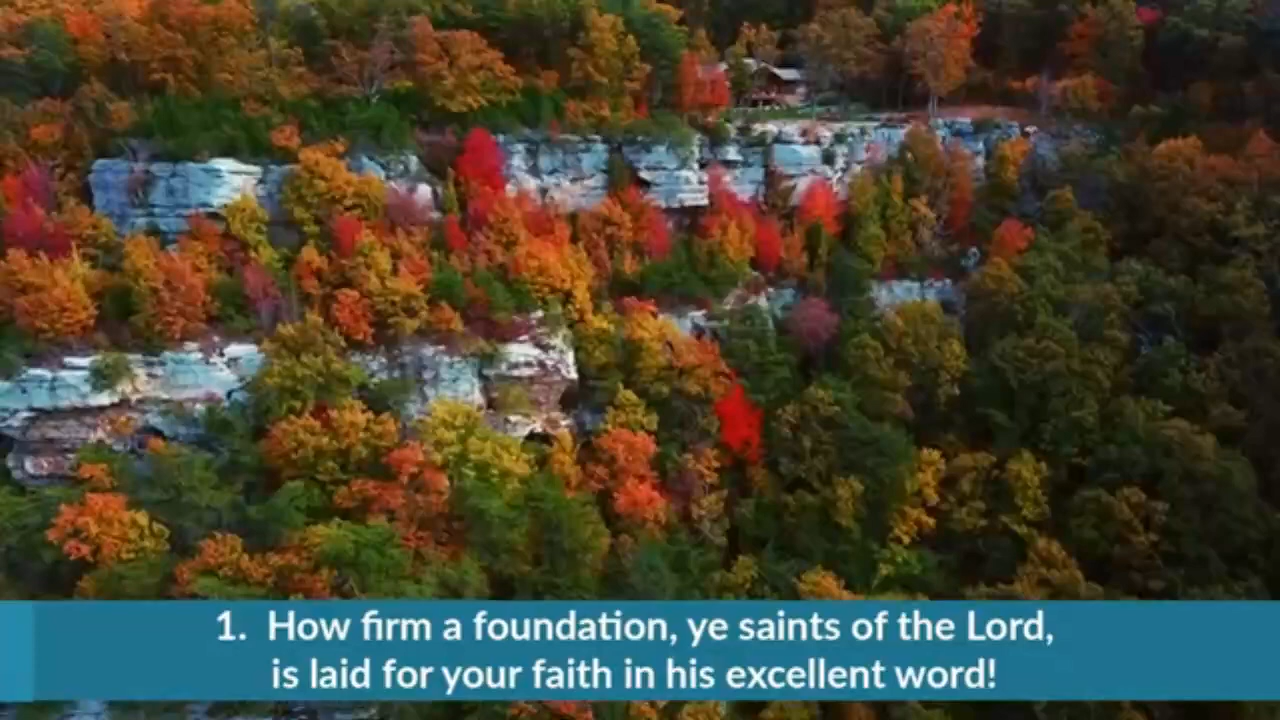 1. How firm a foundation, ye saints of the Lord,
is laid for your faith in his excellent word!